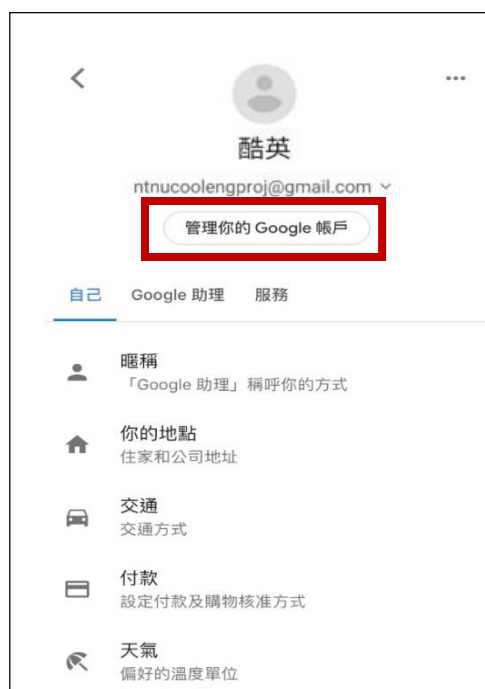 酷英
ntnucoolengproj@gmail.com
管理你的 Google 帳戶
自己 Google 助理 服務
暱稱
「Google 助理」稱呼你的方式
你的地點
住家和公司地址
交通
交通方式
付款
設定付款及購物核准方式
天氣
偏好的溫度單位